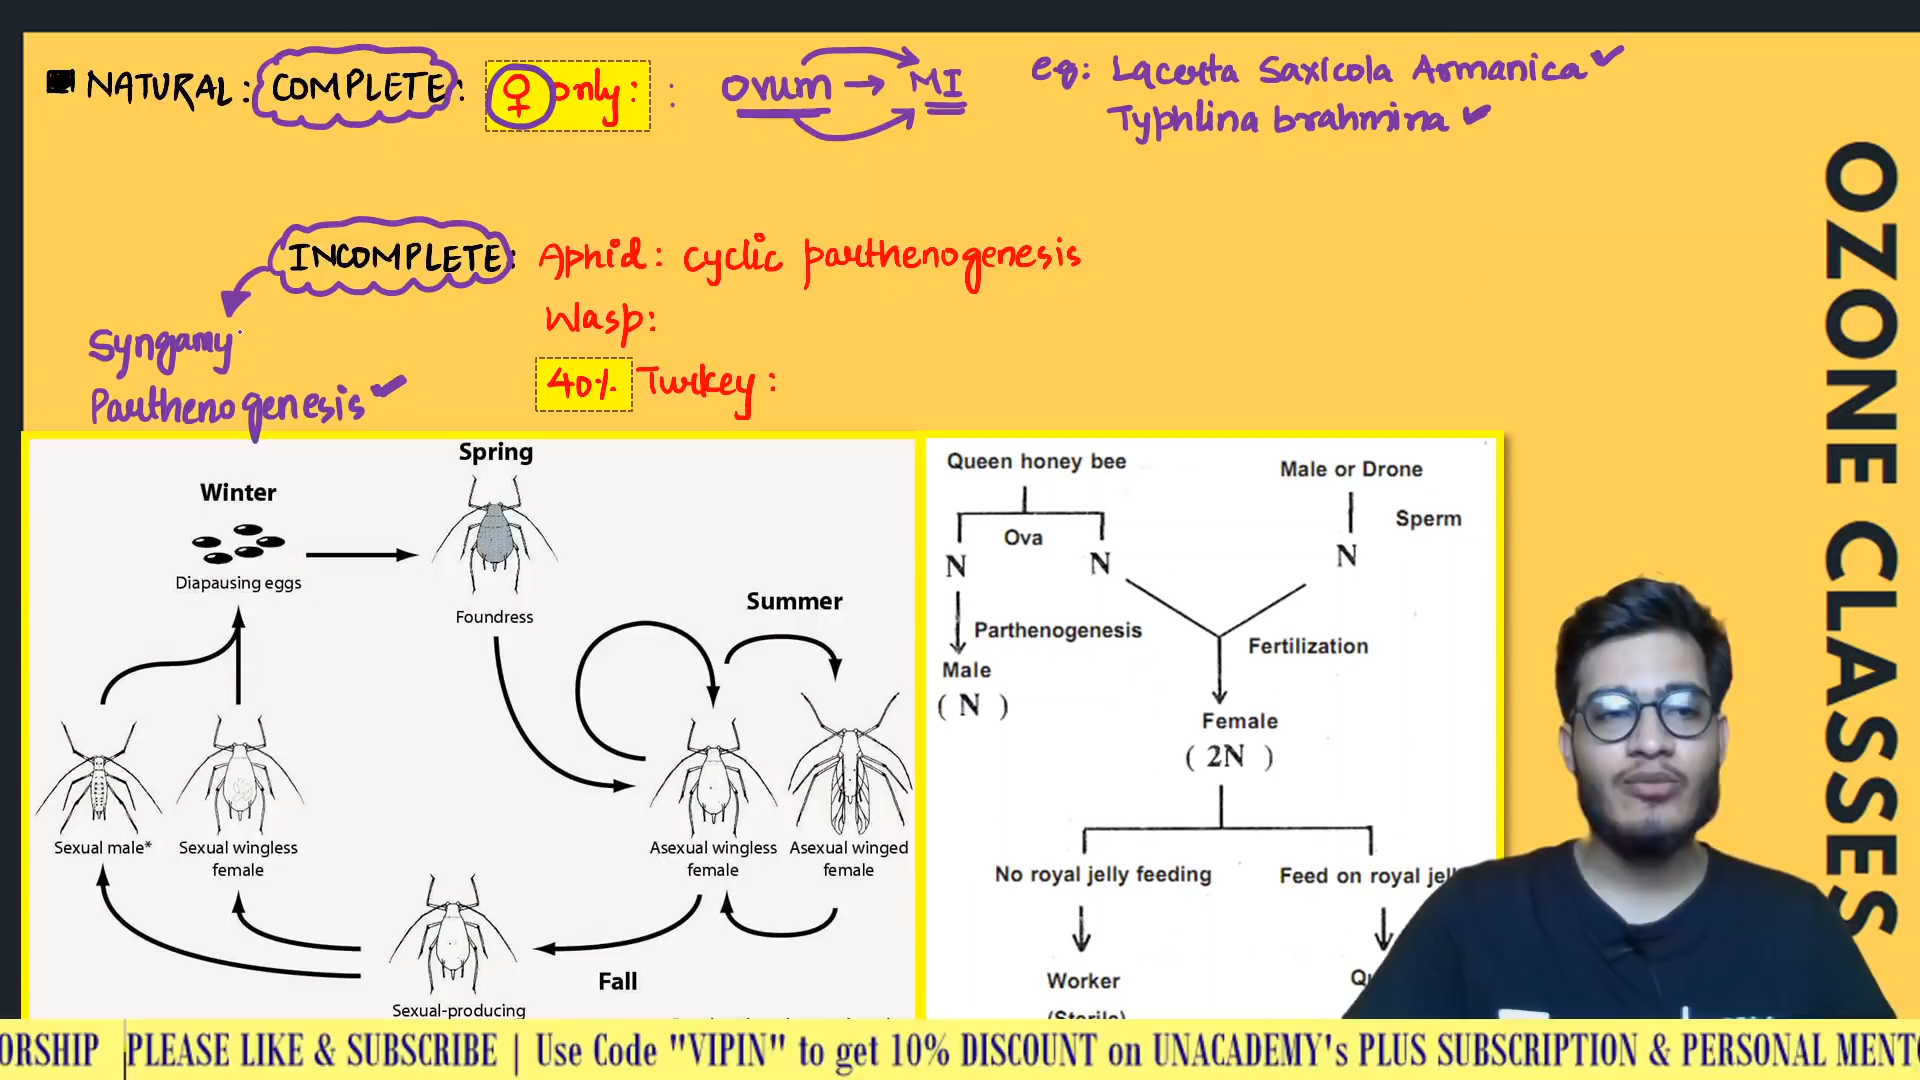 NATURAL: COMPLETE: ♀ only: : ovum → MI eg: Lacerta Saxicola Armanica ✓
Typhlina brahmina ✓
INCOMPLETE: Aphid: cyclic parthenogenesis
Wasp:
40% Turkey:
Syngamy
Parthenogenesis ✓
Spring
Winter
Diapausing eggs
Foundress
Summer
Sexual male*
Sexual wingless
female
Asexual wingless
female
Asexual winged
female
Fall
Sexual-producing
Queen honey bee
Male or Drone
Ova
Sperm
N
N
N
Parthenogenesis
Fertilization
Male
( N )
Female
( 2N )
No royal jelly feeding
Feed on royal jel
Worker
(Sterile)
Qu
OZONE CLASSES
ORSHIP PLEASE LIKE & SUBSCRIBE | Use Code "VIPIN" to get 10% DISCOUNT on UNACADEMY's PLUS SUBSCRIPTION & PERSONAL MENTO